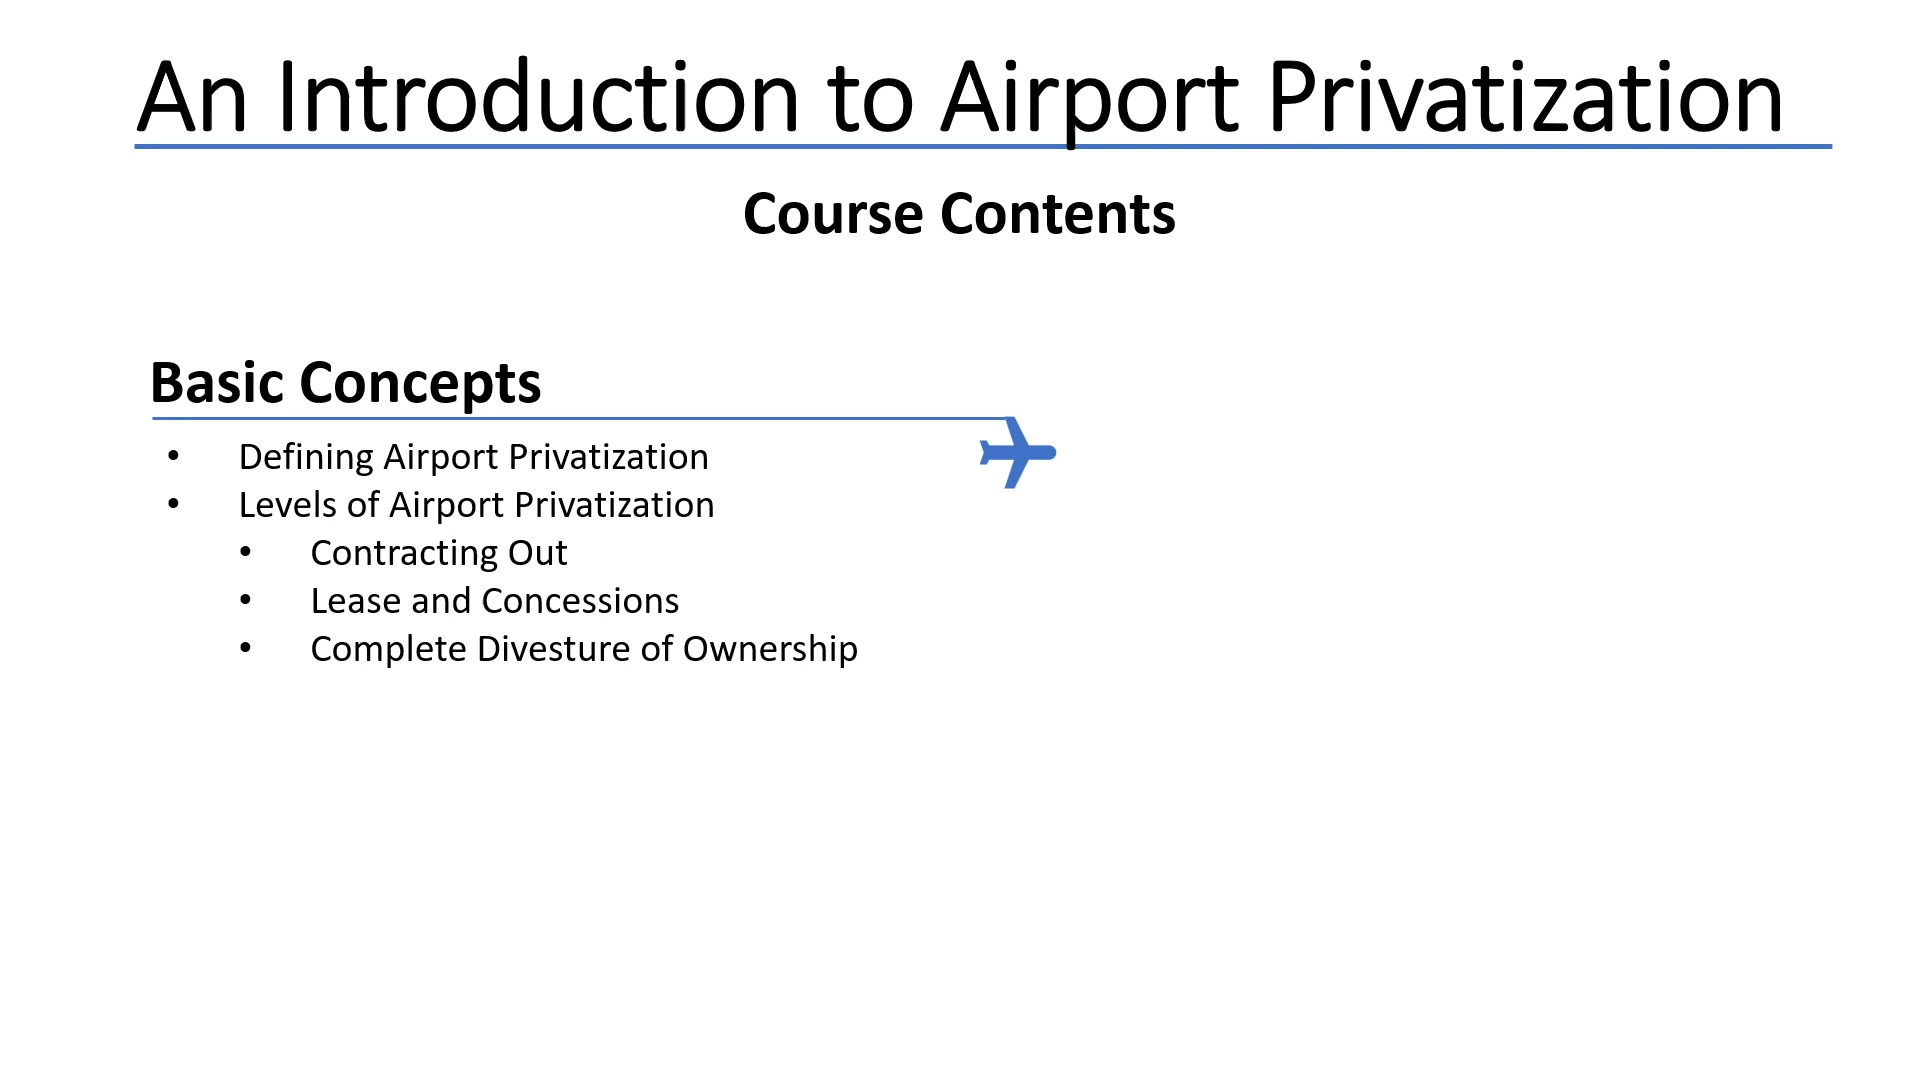 An Introduction to Airport Privatization
Course Contents
Basic Concepts
• Defining Airport Privatization
• Levels of Airport Privatization
• Contracting Out
• Lease and Concessions
• Complete Divesture of Ownership